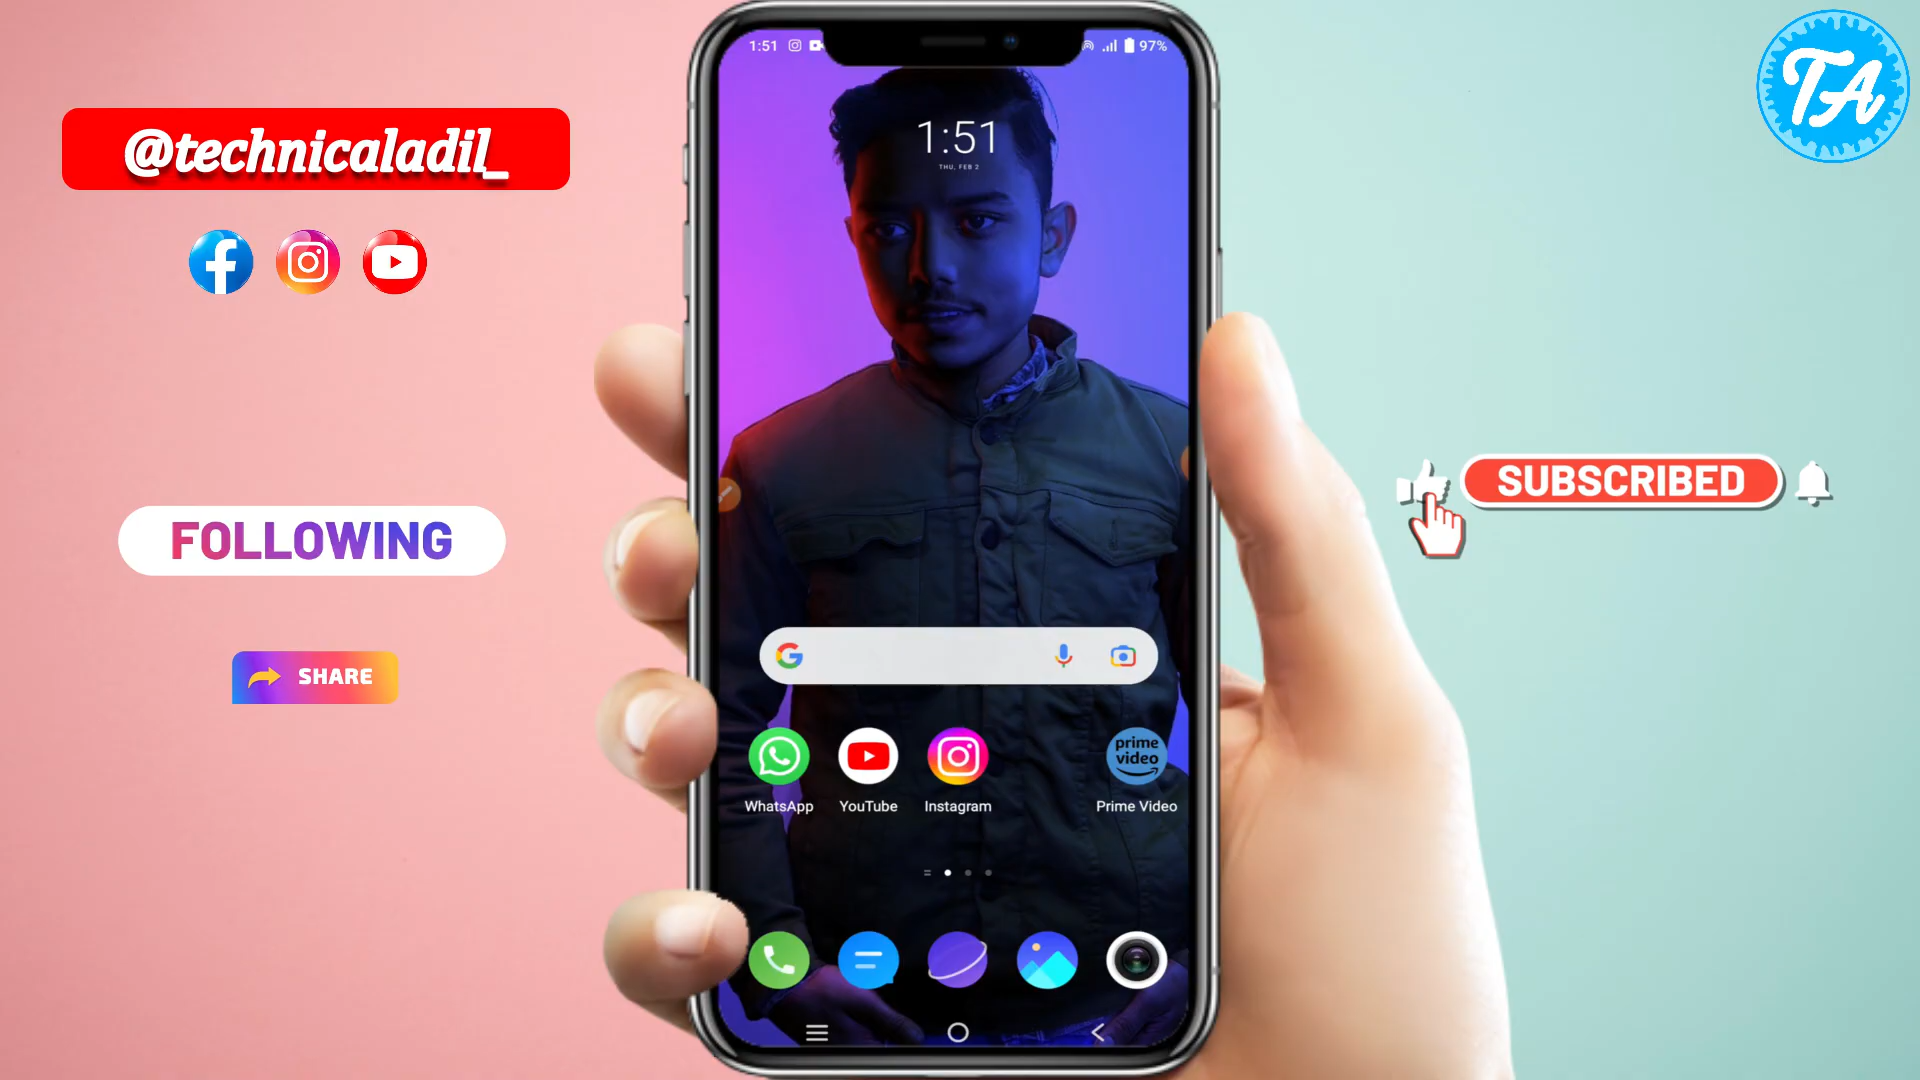 @technicaladil_
FOLLOWING
SHARE
1:51
97%
1:51
THU, FEB 2
WhatsApp
YouTube
Instagram
prime
video
Prime Video
TA
SUBSCRIBED